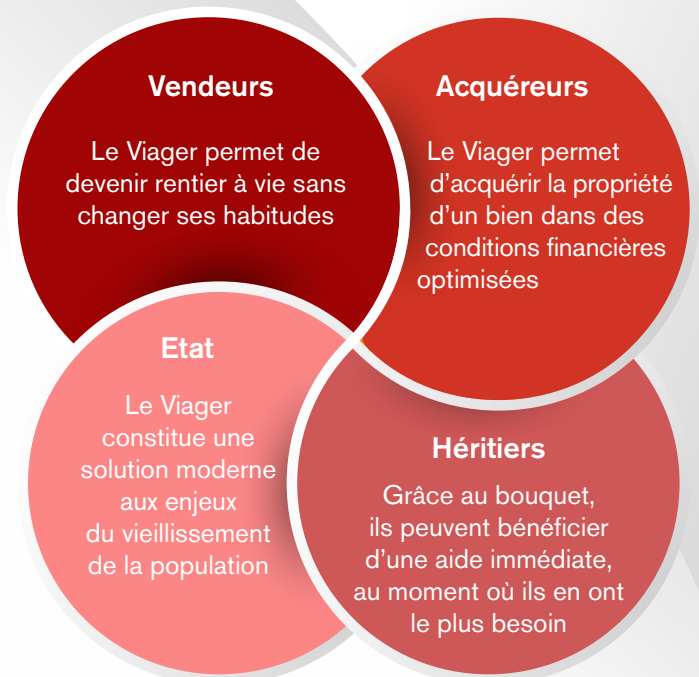 Vendeurs
Le Viager permet de
devenir rentier à vie sans
changer ses habitudes
Acquéreurs
Le Viager permet
d'acquérir la propriété
d'un bien dans des
conditions financières
optimisées
Etat
Le Viager
constitue une
solution moderne
aux enjeux
du vieillissement
de la population
Héritiers
Grâce au bouquet,
ils peuvent bénéficier
d'une aide immédiate,
au moment où ils en ont
le plus besoin